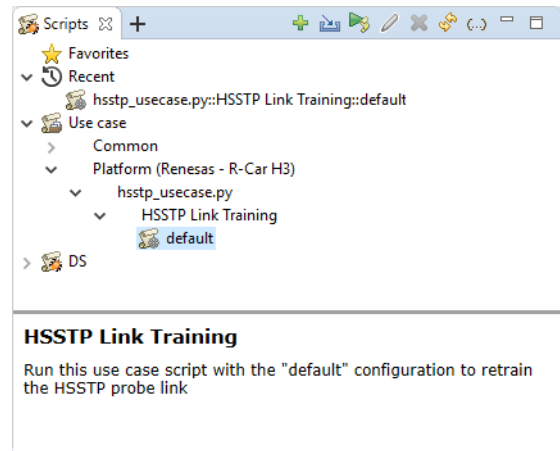 Scripts
Favorites
Recent
hsstp_usecase.py::HSSTP Link Training::default
Use case
Common
Platform (Renesas - R-Car H3)
hsstp_usecase.py
HSSTP Link Training
default
DS
HSSTP Link Training
Run this use case script with the "default" configuration to retrain
the HSSTP probe link